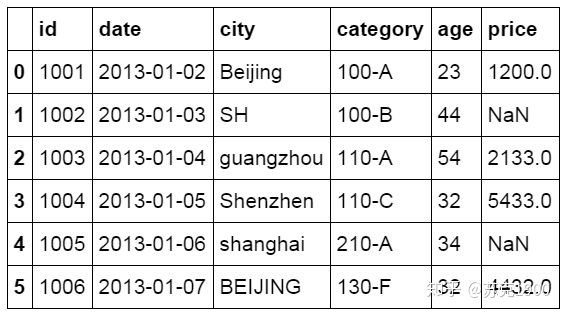 id date city category age price
0 1001 2013-01-02 Beijing 100-A 23 1200.0
1 1002 2013-01-03 SH 100-B 44 NaN
2 1003 2013-01-04 guangzhou 110-A 54 2133.0
3 1004 2013-01-05 Shenzhen 110-C 32 5433.0
4 1005 2013-01-06 shanghai 210-A 34 NaN
5 1006 2013-01-07 BEIJING 130-F 32 4432.0
知乎